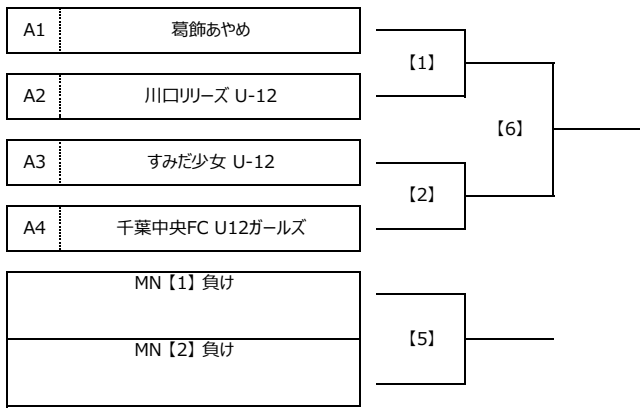 A1 葛飾あやめ
【1】
A2 川口リリーズ U-12
【6】
A3 すみだ少女 U-12
【2】
A4 千葉中央FC U12ガールズ
MN【1】負け
【5】
MN【2】負け